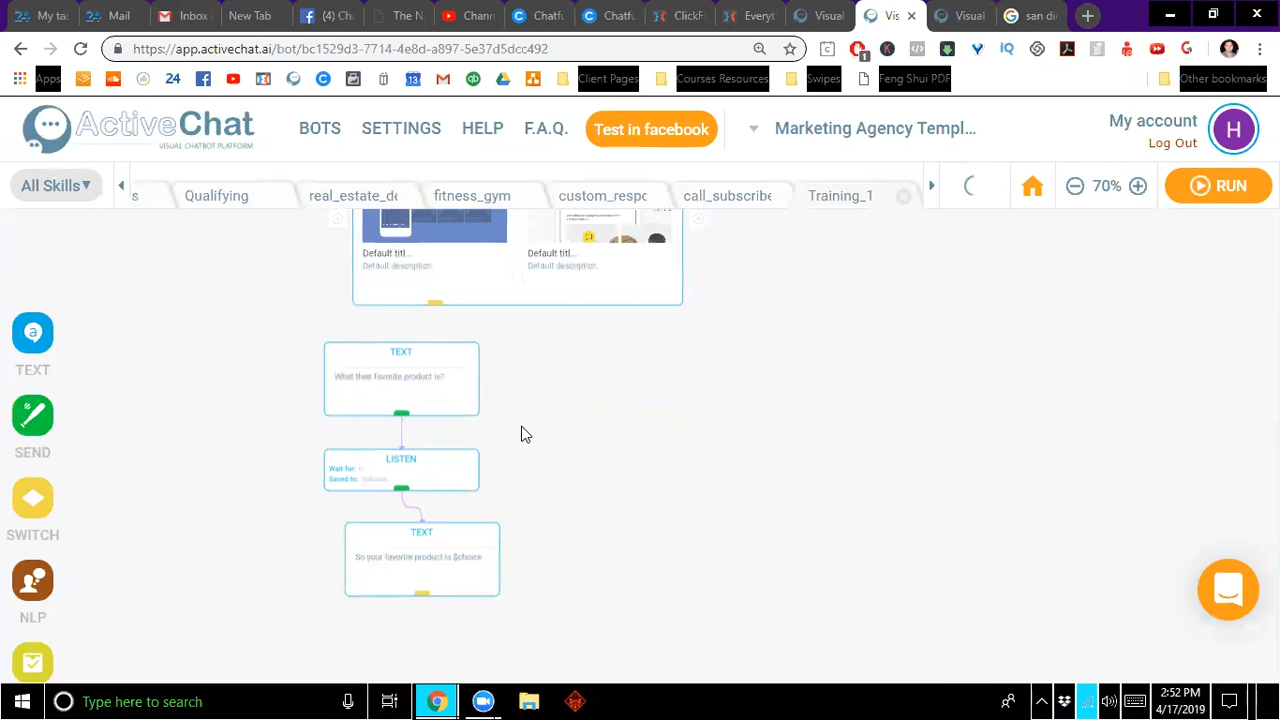 My ta
Mail
Inbox
New Tab
(4) Ch
The N
Chann
Chatfu
Chatfu
ClickF
Everyt
Visual
Vis
Visual
san di
https://app.activechat.ai/bot/bc1529d3-7714-4e8d-a897-5e37d5dcc492
Apps
24
Client Pages
Courses Resources
Swipes
Feng Shui PDF
Other bookmarks
ActiveChat
VISUAL CHATBOT PLATFORM
BOTS
SETTINGS
HELP
F.A.Q.
Test in facebook
Marketing Agency Templ...
My account
Log Out
H
All Skills
s
Qualifying
real_estate_de
fitness_gym
custom_respo
call_subscribe
Training_1
70%
RUN
Default titl...
Default description
Default titl...
Default description
TEXT
What their favorite product is?
LISTEN
Wait for:
Saved to:
TEXT
So your favorite product is $choice
TEXT
SEND
SWITCH
NLP
Type here to search
2:52 PM
4/17/2019